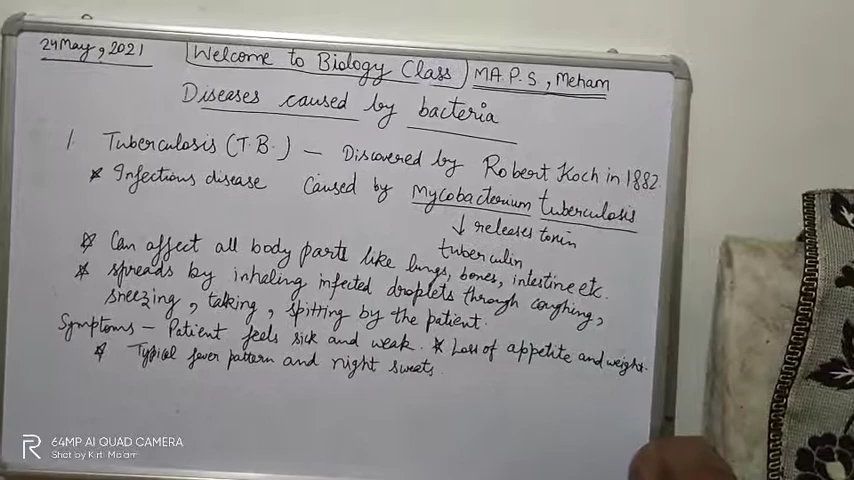 24 May, 2021 Welcome to Biology Class MA.P.S, Meham
Diseases caused by bacteria
1. Tuberculosis (T.B.) — Discovered by Robert Koch in 1882.
* Infectious disease Caused by Mycobacterium tuberculosis
↓ releases toxin
tuberculin
* Can affect all body parts like lungs, bones, intestine etc.
* spreads by inhaling infected droplets through coughing,
sneezing, talking, spitting by the patient.
Symptoms — Patient feels sick and weak. * Loss of appetite and weight.
* Typical fever pattern and night sweats.
64MP AI QUAD CAMERA
Shot by Kirti Ma'am